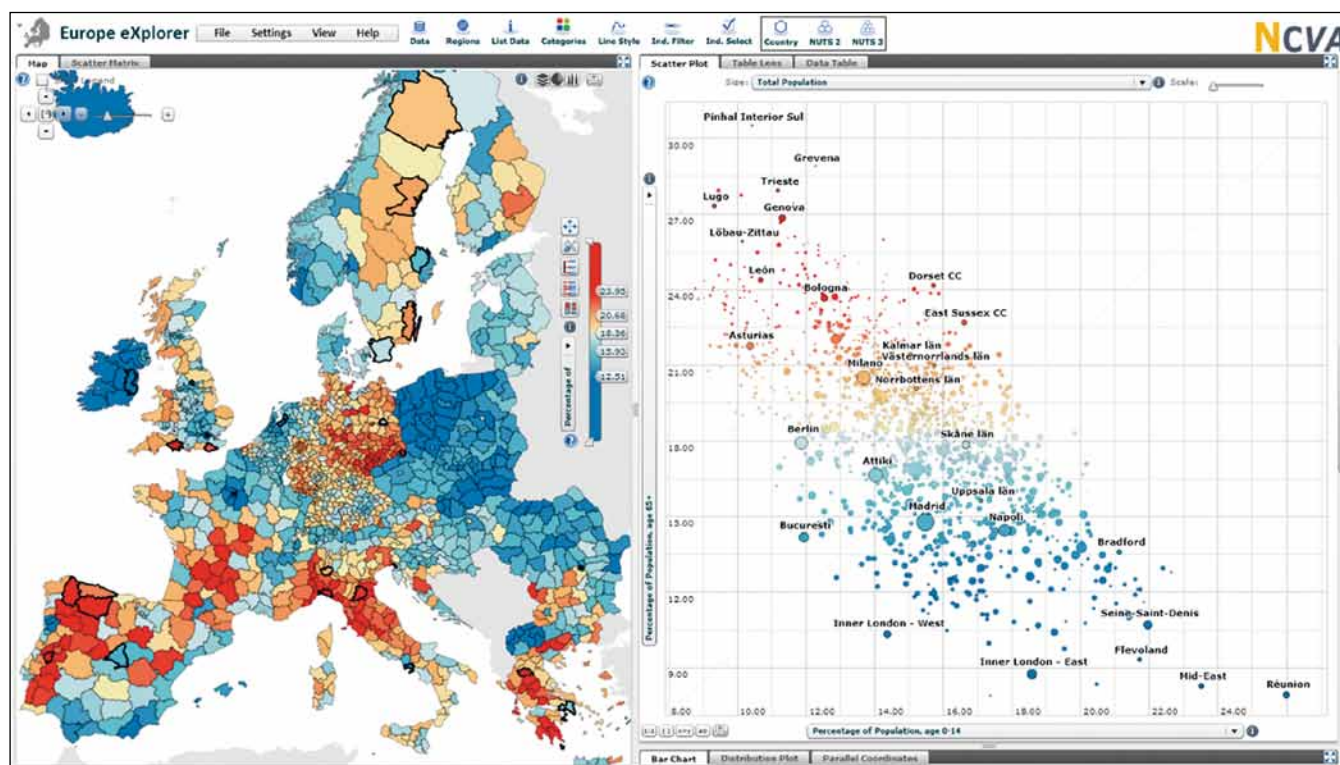 Europe eXplorer
File Settings View Help
Data Regions List Data Categories Line Style Ind. Filter Ind. Select Country NUTS 2 NUTS 3
NCVA
Map Scatter Matrix
Legend
23.95
20.68
18.36
15.93
12.51
Percentage of
Scatter Plot Table Lens Data Table
Size: Total Population Scale:
Pinhal Interior Sul
30.00
Grevena
Trieste
Lugo
Genova
27.00
Löbau-Zittau
León
Dorset CC
Bologna
24.00
East Sussex CC
Asturias
Kalmar län
Västernorrlands län
Milano
21.00
Norrbottens län
Berlin
Skåne län
18.00
Attiki
Uppsala län
Madrid
Napoli
15.00
Bucuresti
Bradford
12.00
Seine-Saint-Denis
Inner London - West
Flevoland
Inner London - East
9.00
Mid-East
Réunion
8.00 10.00 12.00 14.00 16.00 18.00 20.00 22.00 24.00
Percentage of Population, age 65+
Percentage of Population, age 0-14
Bar Chart Distribution Plot Parallel Coordinates